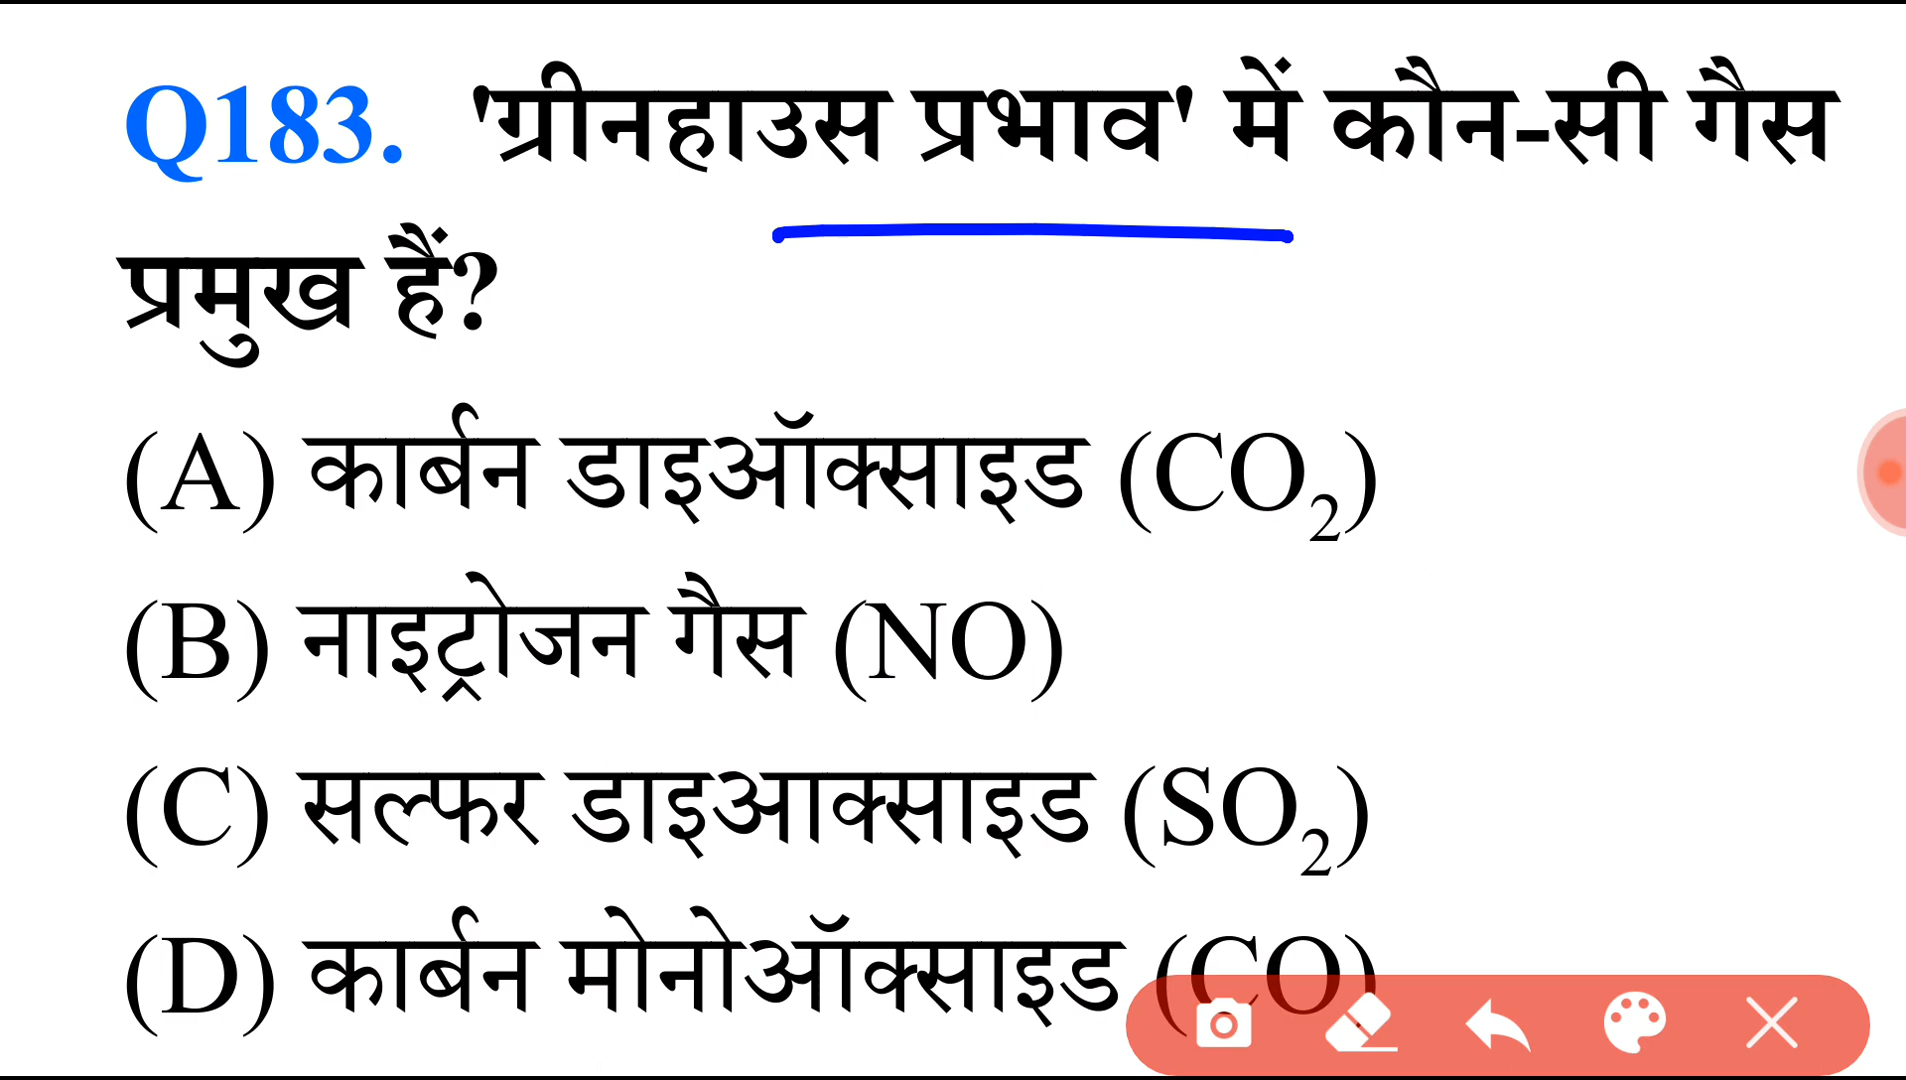 Q183. 'ग्रीनहाउस प्रभाव' में कौन-सी गैस
प्रमुख हैं?
(A) कार्बन डाइऑक्साइड (CO₂)
(B) नाइट्रोजन गैस (NO)
(C) सल्फर डाइआक्साइड (SO₂)
(D) कार्बन मोनोऑक्साइड (CO)